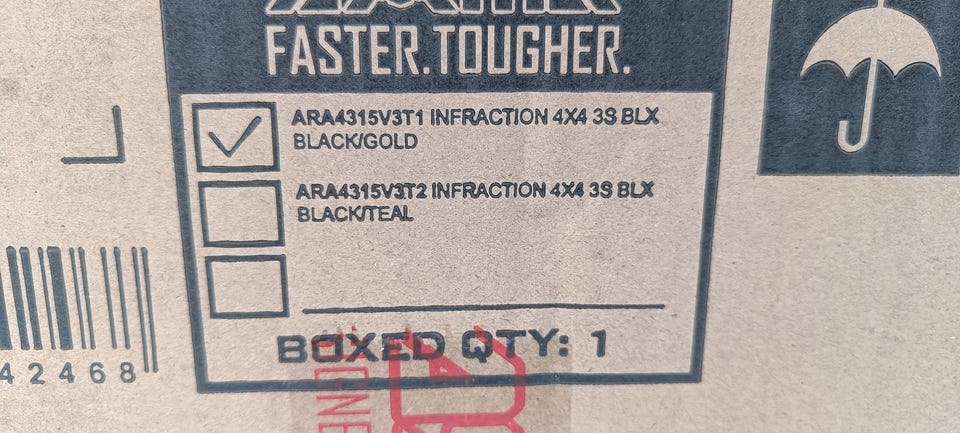 FASTER.TOUGHER.
ARA4315V3T1 INFRACTION 4X4 3S BLX
BLACK/GOLD
ARA4315V3T2 INFRACTION 4X4 3S BLX
BLACK/TEAL
BOXED QTY: 1
42468